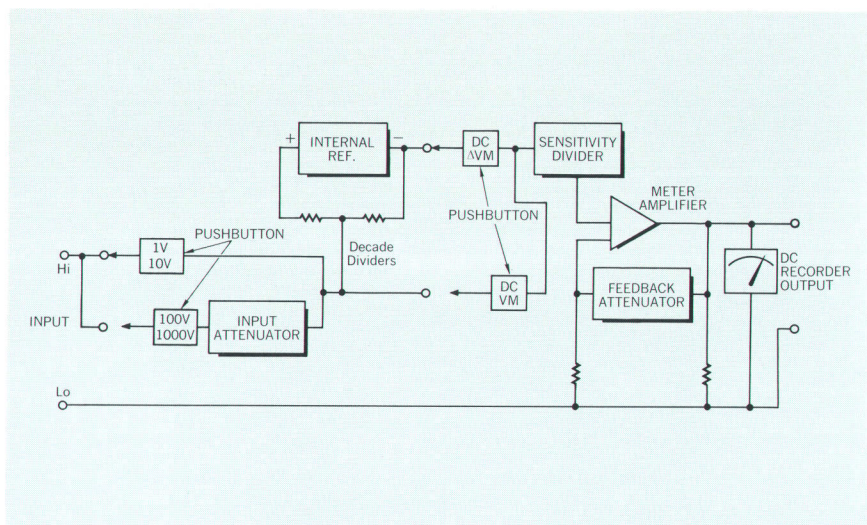 +
INTERNAL
REF.
−
DC
ΔVM
SENSITIVITY
DIVIDER
METER
AMPLIFIER
PUSHBUTTON
PUSHBUTTON
1V
10V
Hi
Decade
Dividers
DC
VM
FEEDBACK
ATTENUATOR
DC
RECORDER
OUTPUT
INPUT
100V
1000V
INPUT
ATTENUATOR
Lo